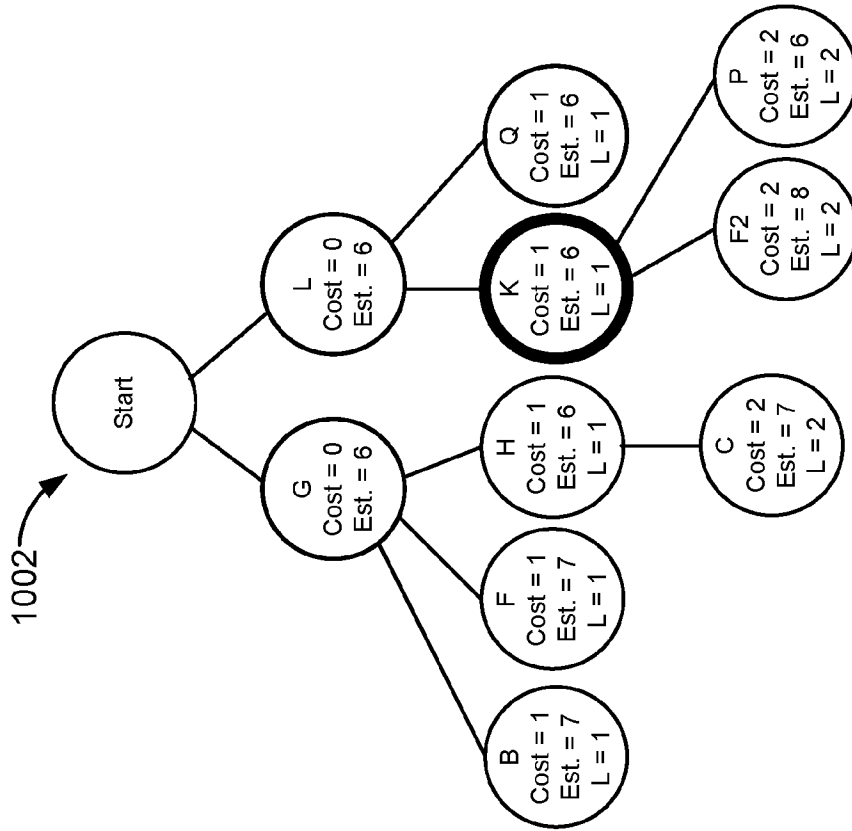 1002
Start
G
Cost = 0
Est. = 6
L
Cost = 0
Est. = 6
B
Cost = 1
Est. = 7
L = 1
F
Cost = 1
Est. = 7
L = 1
H
Cost = 1
Est. = 6
L = 1
K
Cost = 1
Est. = 6
L = 1
Q
Cost = 1
Est. = 6
L = 1
C
Cost = 2
Est. = 7
L = 2
F2
Cost = 2
Est. = 8
L = 2
P
Cost = 2
Est. = 6
L = 2